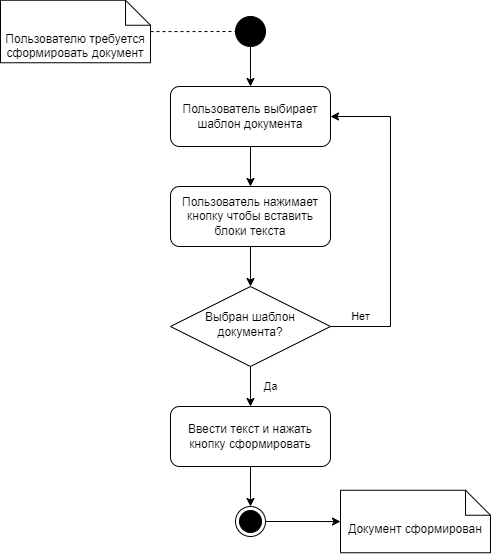 Пользователю требуется
сформировать документ
Пользователь выбирает
шаблон документа
Пользователь нажимает
кнопку чтобы вставить
блоки текста
Выбран шаблон
документа?
Нет
Да
Ввести текст и нажать
кнопку сформировать
Документ сформирован